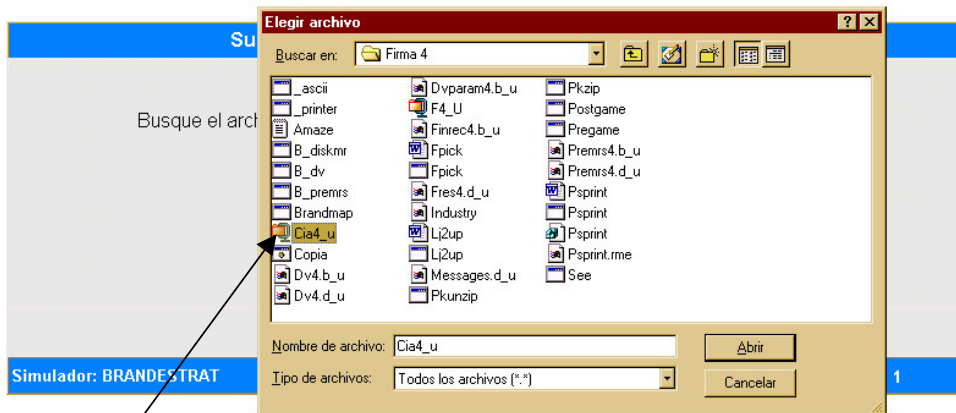 Elegir archivo
Su
Buscar en: Firma 4
Busque el arch
_ascii
_printer
Amaze
B_diskmr
B_dv
B_premrs
Brandmap
Cia4_u
Copia
Dv4.b_u
Dv4.d_u
Dvparam4.b_u
F4_U
Finrec4.b_u
Fpick
Fpick
Fres4.d_u
Industry
Lj2up
Lj2up
Messages.d_u
Pkunzip
Pkzip
Postgame
Pregame
Premrs4.b_u
Premrs4.d_u
Psprint
Psprint
Psprint
Psprint.rme
See
Nombre de archivo: Cia4_u Abrir
Tipo de archivos: Todos los archivos (*.*) Cancelar
Simulador: BRANDESTRAT 1